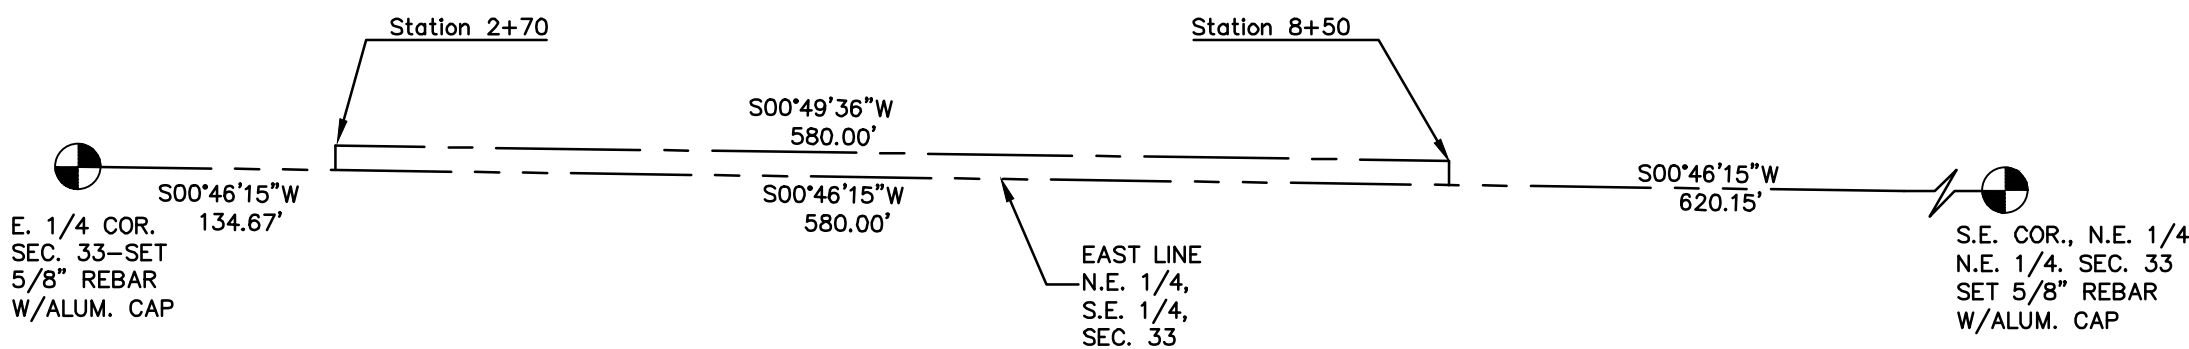 Station 2+70
Station 8+50
S00°49'36"W
580.00'
S00°46'15"W
134.67'
S00°46'15"W
580.00'
S00°46'15"W
620.15'
E. 1/4 COR.
SEC. 33-SET
5/8" REBAR
W/ALUM. CAP
EAST LINE
N.E. 1/4,
S.E. 1/4,
SEC. 33
S.E. COR., N.E. 1/4
N.E. 1/4. SEC. 33
SET 5/8" REBAR
W/ALUM. CAP